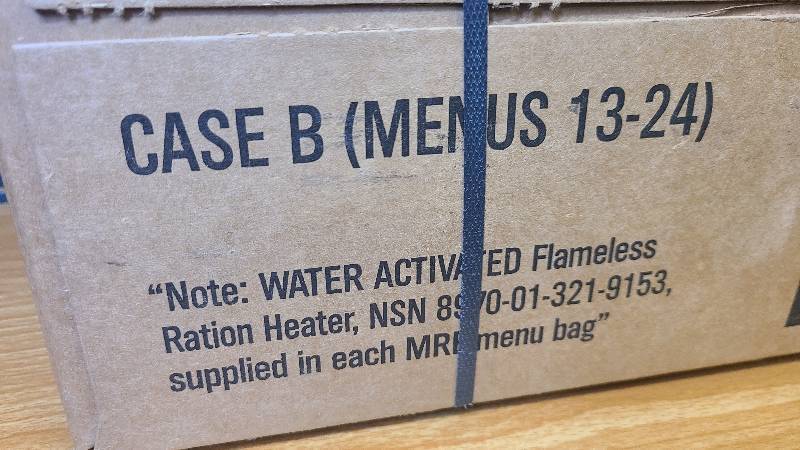 CASE B (MENUS 13-24)
“Note: WATER ACTIVATED Flameless
Ration Heater, NSN 8970-01-321-9153,
supplied in each MRE menu bag”